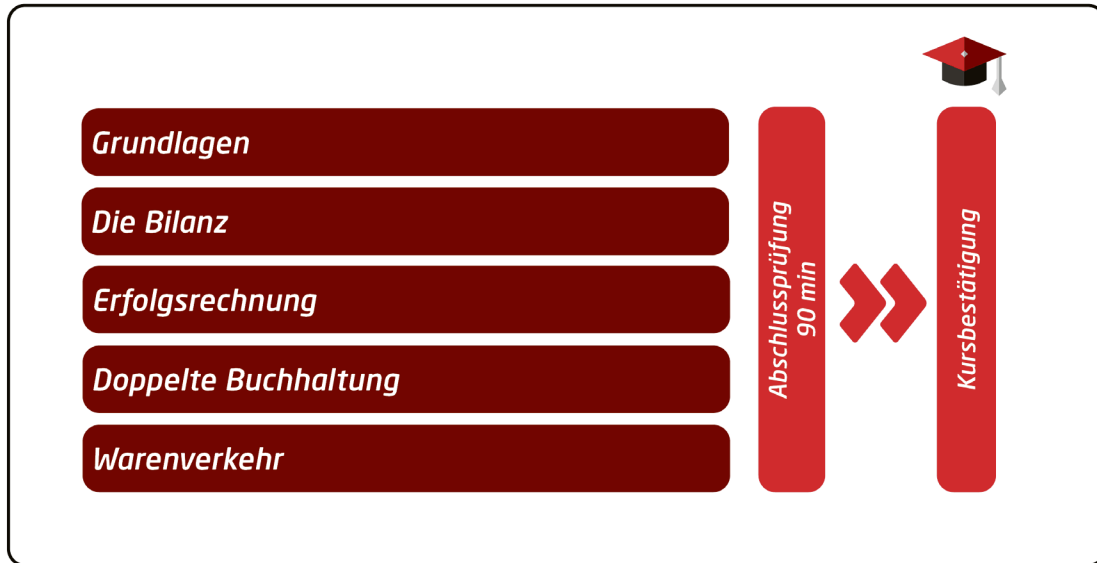 Grundlagen
Die Bilanz
Erfolgsrechnung
Doppelte Buchhaltung
Warenverkehr
Abschlussprüfung
90 min
Kursbestätigung